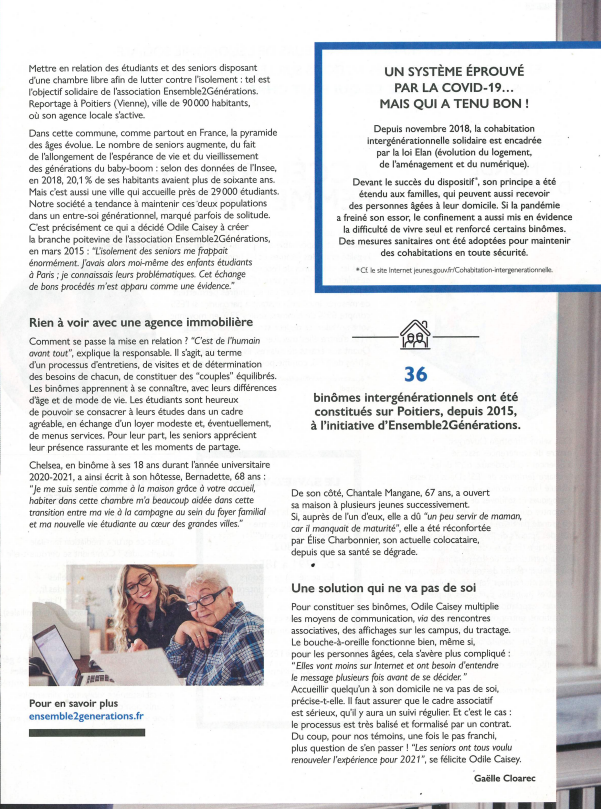 Mettre en relation des étudiants et des seniors disposant
d'une chambre libre afin de lutter contre l'isolement : tel est
l'objectif solidaire de l'association Ensemble2Générations.
Reportage à Poitiers (Vienne), ville de 90 000 habitants,
où son agence locale s'active.
Dans cette commune, comme partout en France, la pyramide
des âges évolue. Le nombre de seniors augmente, du fait
de l'allongement de l'espérance de vie et du vieillissement
des générations du baby-boom : selon des données de l'Insee,
en 2018, 20,1 % de ses habitants avaient plus de soixante ans.
Mais c'est aussi une ville qui accueille près de 29 000 étudiants.
Notre société a tendance à maintenir ces deux populations
dans un entre-soi générationnel, marqué parfois de solitude.
C'est précisément ce qui a décidé Odile Caisey à créer
la branche poitevine de l'association Ensemble2Générations,
en mars 2015 : "L'isolement des seniors me frappait
énormément. J'avais alors moi-même des enfants étudiants
à Paris ; je connaissais leurs problématiques. Cet échange
de bons procédés m'est apparu comme une évidence."
Rien à voir avec une agence immobilière
Comment se passe la mise en relation ? "C'est de l'humain
avant tout", explique la responsable. Il s'agit, au terme
d'un processus d'entretiens, de visites et de détermination
des besoins de chacun, de constituer des "couples" équilibrés.
Les binômes apprennent à se connaître, avec leurs différences
d'âge et de mode de vie. Les étudiants sont heureux
de pouvoir se consacrer à leurs études dans un cadre
agréable, en échange d'un loyer modeste et, éventuellement,
de menus services. Pour leur part, les seniors apprécient
leur présence rassurante et les moments de partage.
Chelsea, en binôme à ses 18 ans durant l'année universitaire
2020-2021, a ainsi écrit à son hôtesse, Bernadette, 68 ans :
"Je me suis sentie comme à la maison grâce à votre accueil,
habiter dans cette chambre m'a beaucoup aidée dans cette
transition entre ma vie à la campagne au sein du foyer familial
et ma nouvelle vie étudiante au cœur des grandes villes."
Pour en savoir plus
ensemble2generations.fr
UN SYSTÈME ÉPROUVÉ
PAR LA COVID-19...
MAIS QUI A TENU BON !
Depuis novembre 2018, la cohabitation
intergénérationnelle solidaire est encadrée
par la loi Elan (évolution du logement,
de l'aménagement et du numérique).
Devant le succès du dispositif*, son principe a été
étendu aux familles, qui peuvent aussi recevoir
des personnes âgées à leur domicile. Si la pandémie
a freiné son essor, le confinement a aussi mis en évidence
la difficulté de vivre seul et renforcé certains binômes.
Des mesures sanitaires ont été adoptées pour maintenir
des cohabitations en toute sécurité.
* Cf. le site Internet jeunes.gouv.fr/Cohabitation-intergenerationnelle.
36
binômes intergénérationnels ont été
constitués sur Poitiers, depuis 2015,
à l'initiative d'Ensemble2Générations.
De son côté, Chantale Mangane, 67 ans, a ouvert
sa maison à plusieurs jeunes successivement.
Si, auprès de l'un d'eux, elle a dû "un peu servir de maman,
car il manquait de maturité", elle a été réconfortée
par Élise Charbonnier, son actuelle colocataire,
depuis que sa santé se dégrade.
Une solution qui ne va pas de soi
Pour constituer ses binômes, Odile Caisey multiplie
les moyens de communication, via des rencontres
associatives, des affichages sur les campus, du tractage.
Le bouche-à-oreille fonctionne bien, même si,
pour les personnes âgées, cela s'avère plus compliqué :
"Elles vont moins sur Internet et ont besoin d'entendre
le message plusieurs fois avant de se décider."
Accueillir quelqu'un à son domicile ne va pas de soi,
précise-t-elle. Il faut assurer que le cadre associatif
est sérieux, qu'il y aura un suivi régulier. Et c'est le cas :
le processus est très balisé et formalisé par un contrat.
Du coup, pour nos témoins, une fois le pas franchi,
plus question de s'en passer ! "Les seniors ont tous voulu
renouveler l'expérience pour 2021", se félicite Odile Caisey.
Gaëlle Cloarec